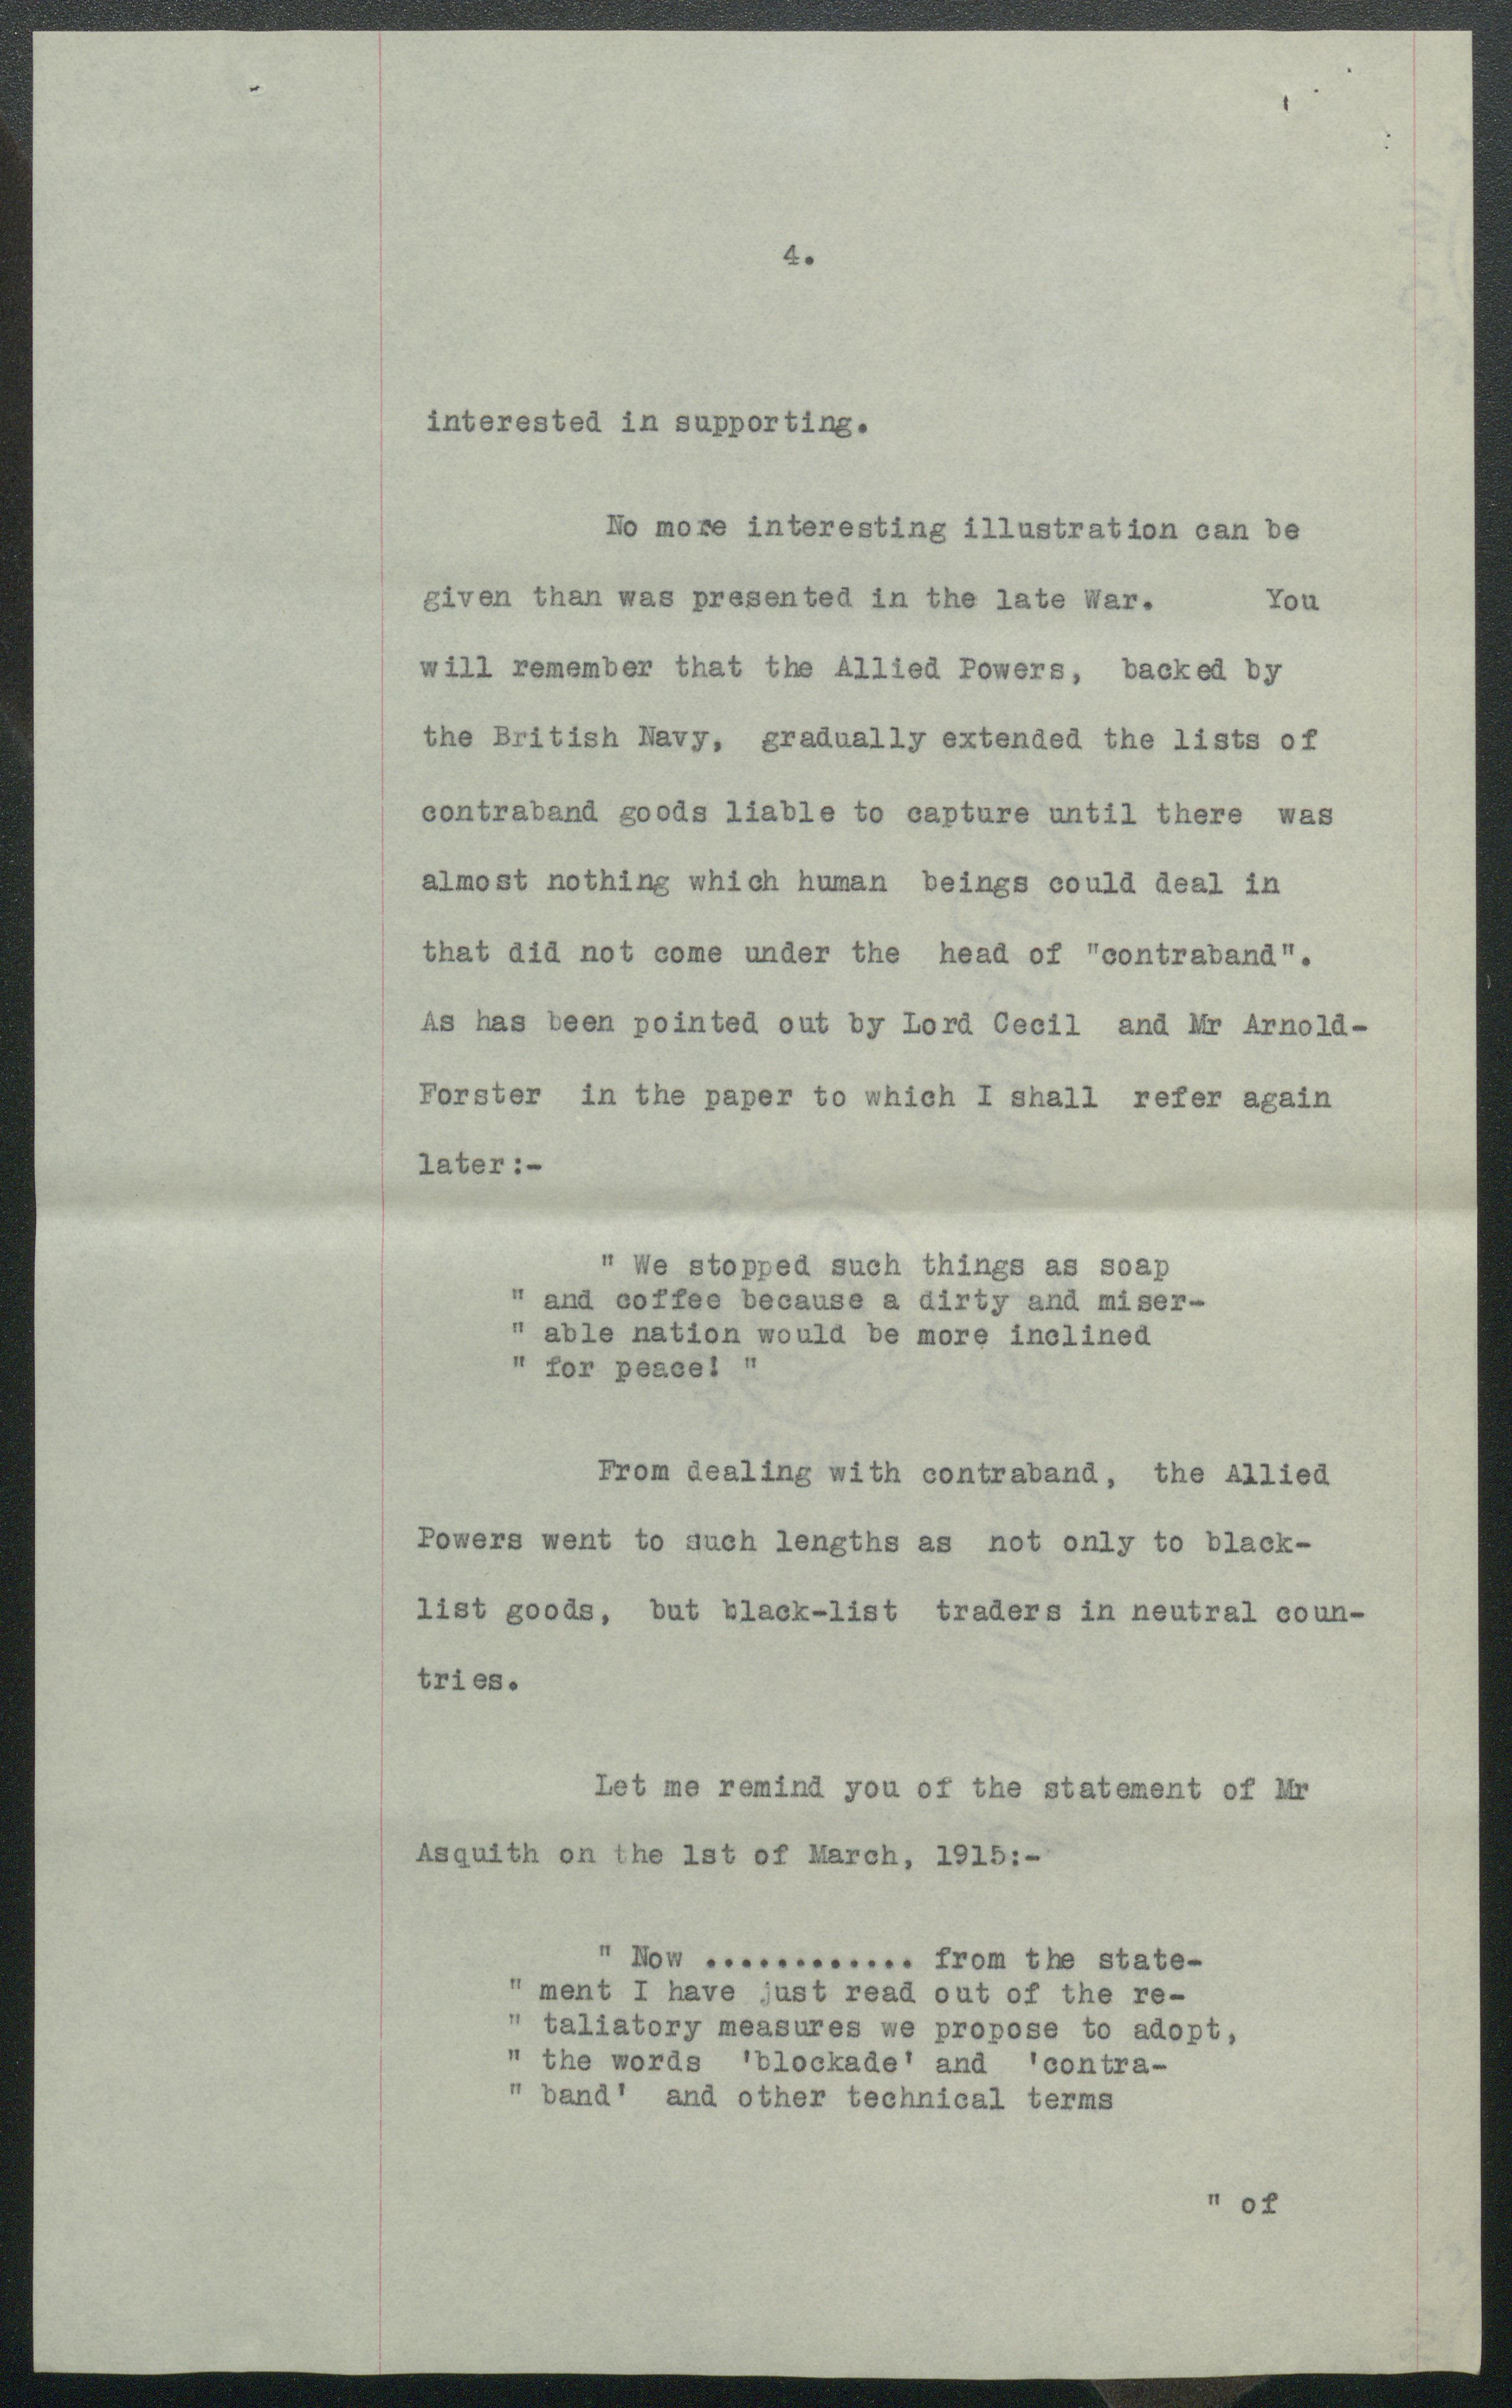 4.
interested in supporting.
No more interesting illustration can be
given than was presented in the late War. You
will remember that the Allied Powers, backed by
the British Navy, gradually extended the lists of
contraband goods liable to capture until there was
almost nothing which human beings could deal in
that did not come under the head of "contraband".
As has been pointed out by Lord Cecil and Mr Arnold-
Forster in the paper to which I shall refer again
later:-
" We stopped such things as soap
" and coffee because a dirty and miser-
" able nation would be more inclined
" for peace! "
From dealing with contraband, the Allied
Powers went to such lengths as not only to black-
list goods, but black-list traders in neutral coun-
tries.
Let me remind you of the statement of Mr
Asquith on the 1st of March, 1915:-
" Now ............ from the state-
" ment I have just read out of the re-
" taliatory measures we propose to adopt,
" the words 'blockade' and 'contra-
" band' and other technical terms
" of